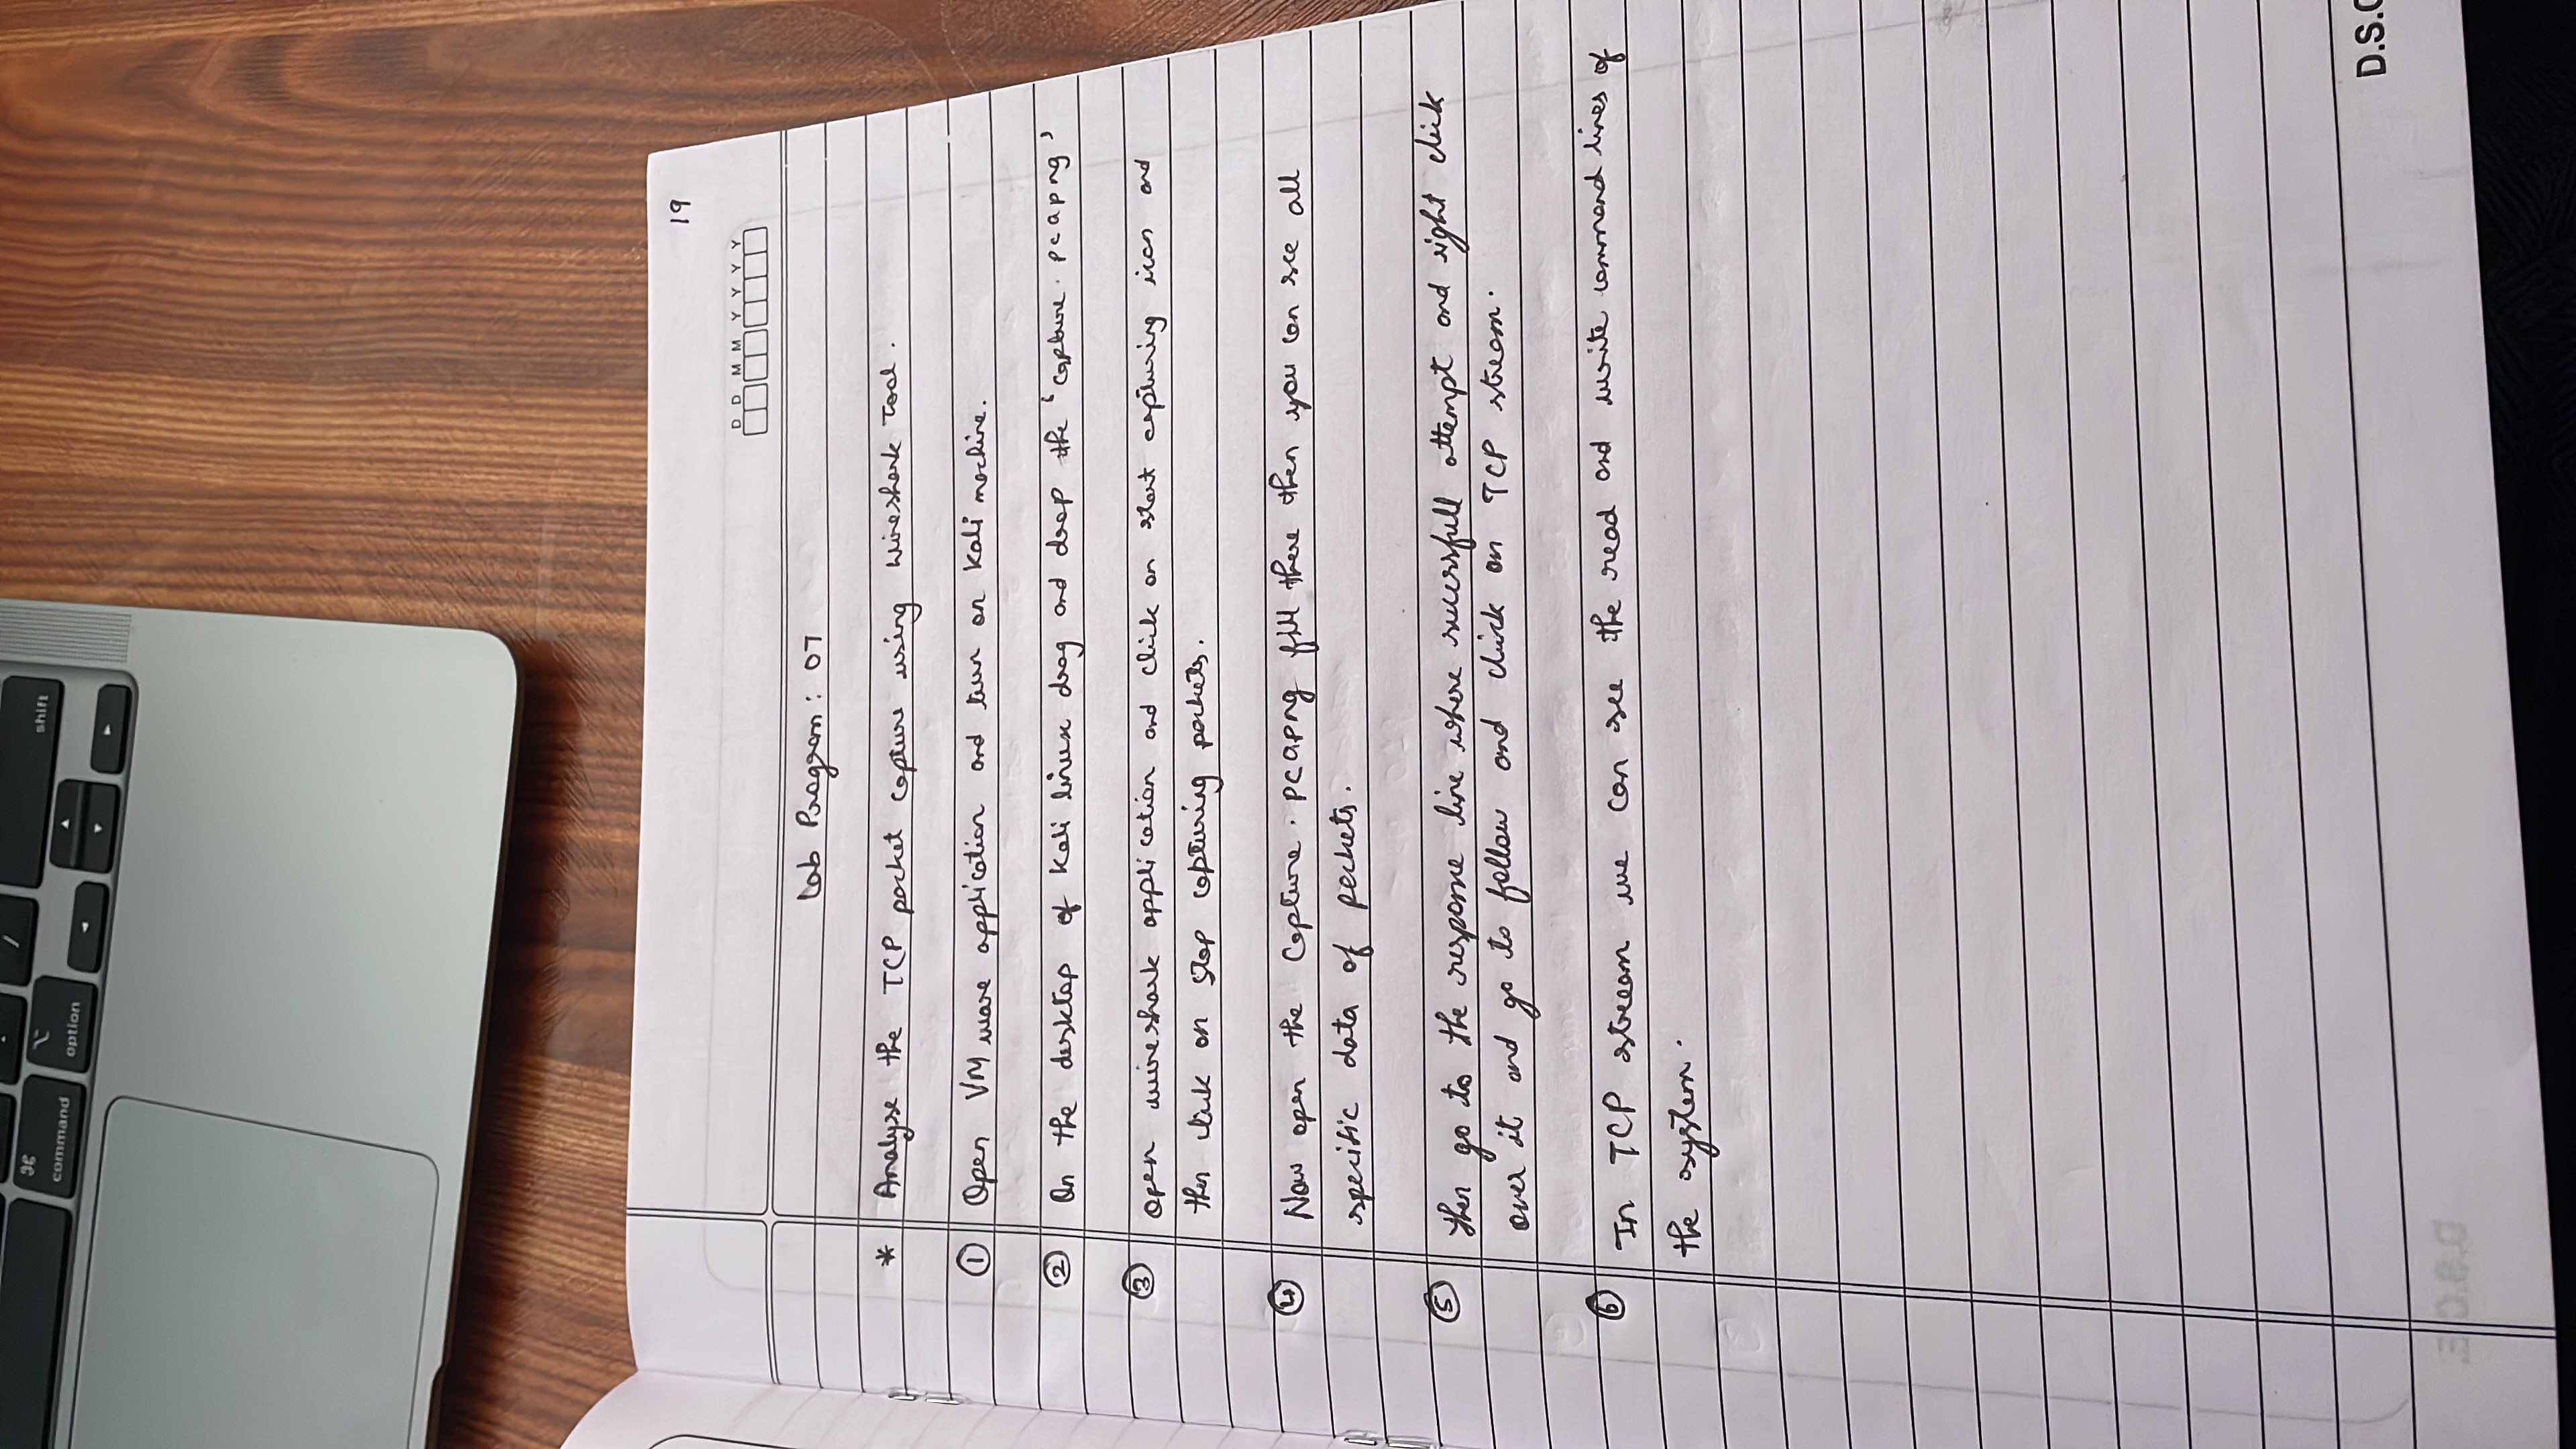 ⌘
command
⌥
option
/
shift
19
D D M M Y Y Y Y
Lab Program: 07
* Analyse the TCP packet capture using wireshark Tool.
① Open VM ware application and turn on Kali machine.
② On the desktop of Kali linux drag and drop the 'capture.pcapng'
③ open wireshark application and click on start capturing icon and
then click on stop capturing packets.
④ Now open the Capture.pcapng fill there then you can see all
specific data of packets.
⑤ then go to the response line where sucessfull attempt and right click
over it and go to follow and click on TCP stream.
⑥ In TCP stream we can see the read and write command lines of
the system.
D.S.C
D.S.C.E.